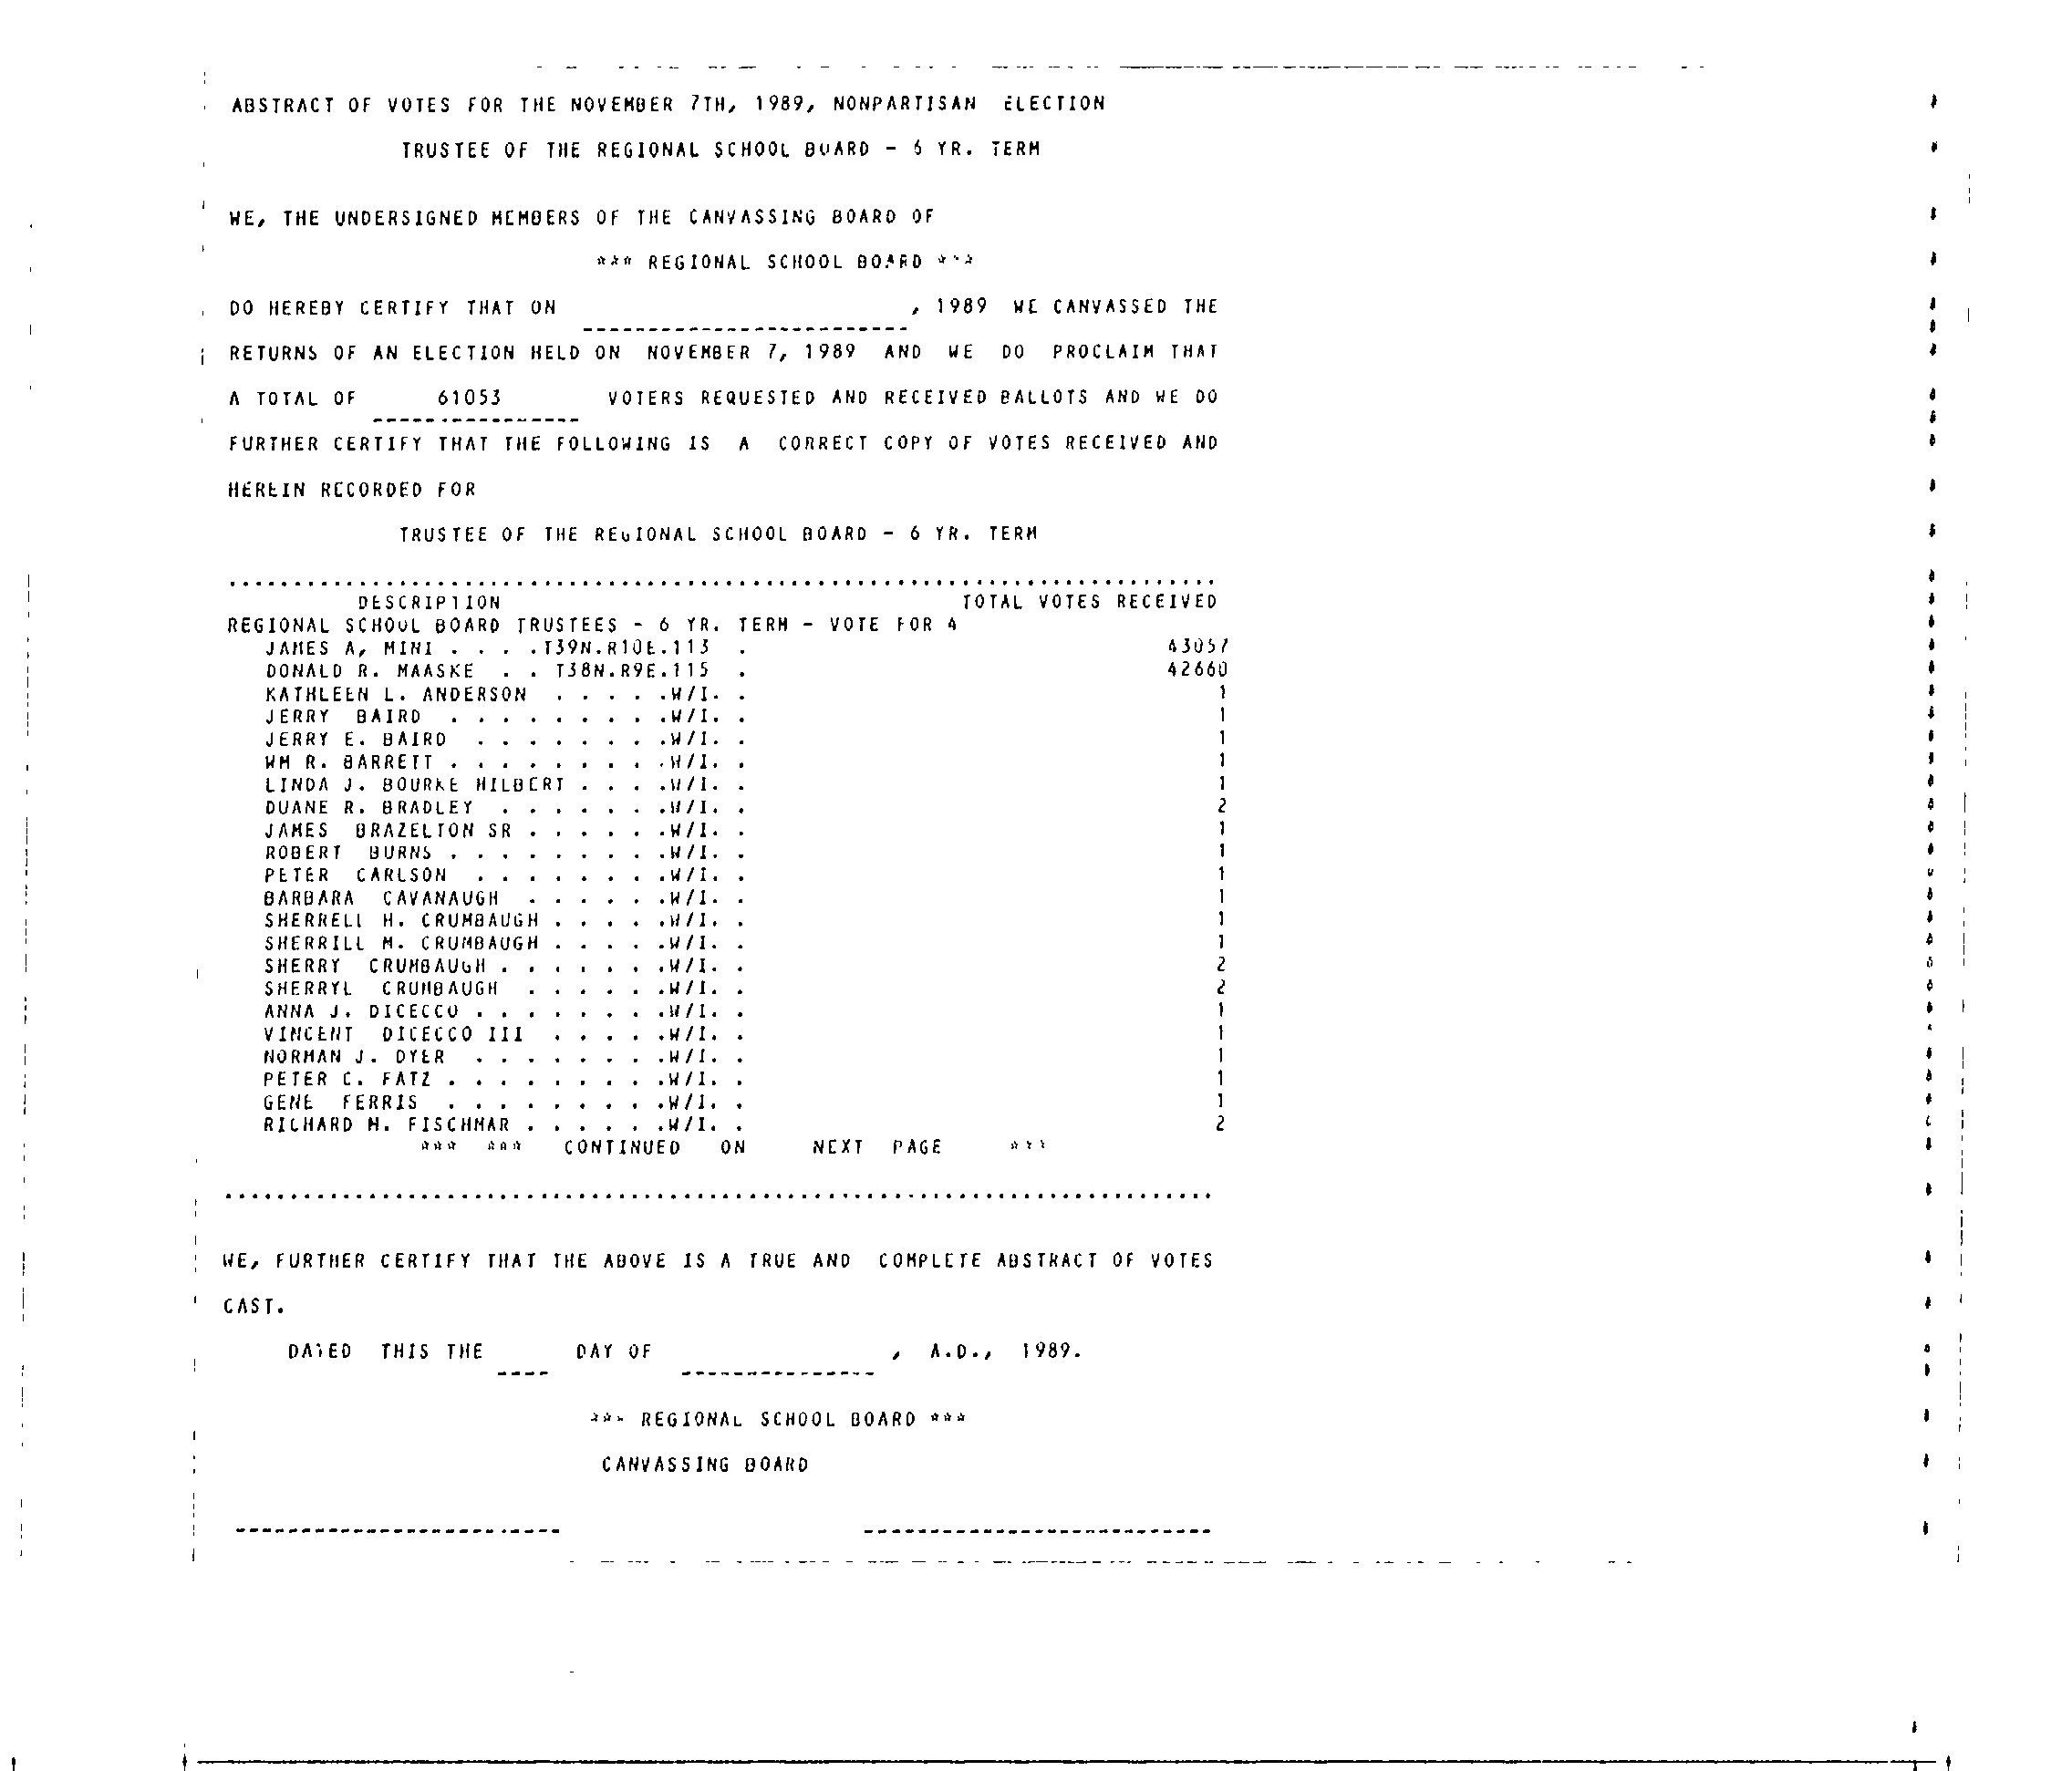 ABSTRACT OF VOTES FOR THE NOVEMBER 7TH, 1989, NONPARTISAN ELECTION
TRUSTEE OF THE REGIONAL SCHOOL BOARD - 6 YR. TERM
WE, THE UNDERSIGNED MEMBERS OF THE CANVASSING BOARD OF
*** REGIONAL SCHOOL BOARD ***
DO HEREBY CERTIFY THAT ON , 1989 WE CANVASSED THE
RETURNS OF AN ELECTION HELD ON NOVEMBER 7, 1989 AND WE DO PROCLAIM THAT
A TOTAL OF 61053 VOTERS REQUESTED AND RECEIVED BALLOTS AND WE DO
FURTHER CERTIFY THAT THE FOLLOWING IS A CORRECT COPY OF VOTES RECEIVED AND
HEREIN RECORDED FOR
TRUSTEE OF THE REGIONAL SCHOOL BOARD - 6 YR. TERM
DESCRIPTION TOTAL VOTES RECEIVED
REGIONAL SCHOOL BOARD TRUSTEES - 6 YR. TERM - VOTE FOR 4
JAMES A, MINI . . . .T39N.R10E.113 . 43057
DONALD R. MAASKE . . T38N.R9E.115 . 42660
KATHLEEN L. ANDERSON . . . . .W/I. . 1
JERRY BAIRD . . . . . . . . .W/I. . 1
JERRY E. BAIRD . . . . . . . .W/I. . 1
WM R. BARRETT . . . . . . . . .W/I. . 1
LINDA J. BOURKE HILBERT . . . .W/I. . 1
DUANE R. BRADLEY . . . . . . .W/I. . 2
JAMES BRAZELTON SR . . . . . .W/I. . 1
ROBERT BURNS . . . . . . . . .W/I. . 1
PETER CARLSON . . . . . . . .W/I. . 1
BARBARA CAVANAUGH . . . . . .W/I. . 1
SHERRELL H. CRUMBAUGH . . . . .W/I. . 1
SHERRILL M. CRUMBAUGH . . . . .W/I. . 1
SHERRY CRUMBAUGH . . . . . . .W/I. . 2
SHERRYL CRUMBAUGH . . . . . .W/I. . 2
ANNA J. DICECCO . . . . . . . .W/I. . 1
VINCENT DICECCO III . . . . .W/I. . 1
NORMAN J. DYER . . . . . . . .W/I. . 1
PETER C. FATZ . . . . . . . . .W/I. . 1
GENE FERRIS . . . . . . . . .W/I. . 1
RICHARD M. FISCHMAR . . . . . .W/I. . 2
*** *** CONTINUED ON NEXT PAGE ***
WE, FURTHER CERTIFY THAT THE ABOVE IS A TRUE AND COMPLETE ABSTRACT OF VOTES
CAST.
DATED THIS THE ---- DAY OF --------------- , A.D., 1989.
*** REGIONAL SCHOOL BOARD ***
CANVASSING BOARD